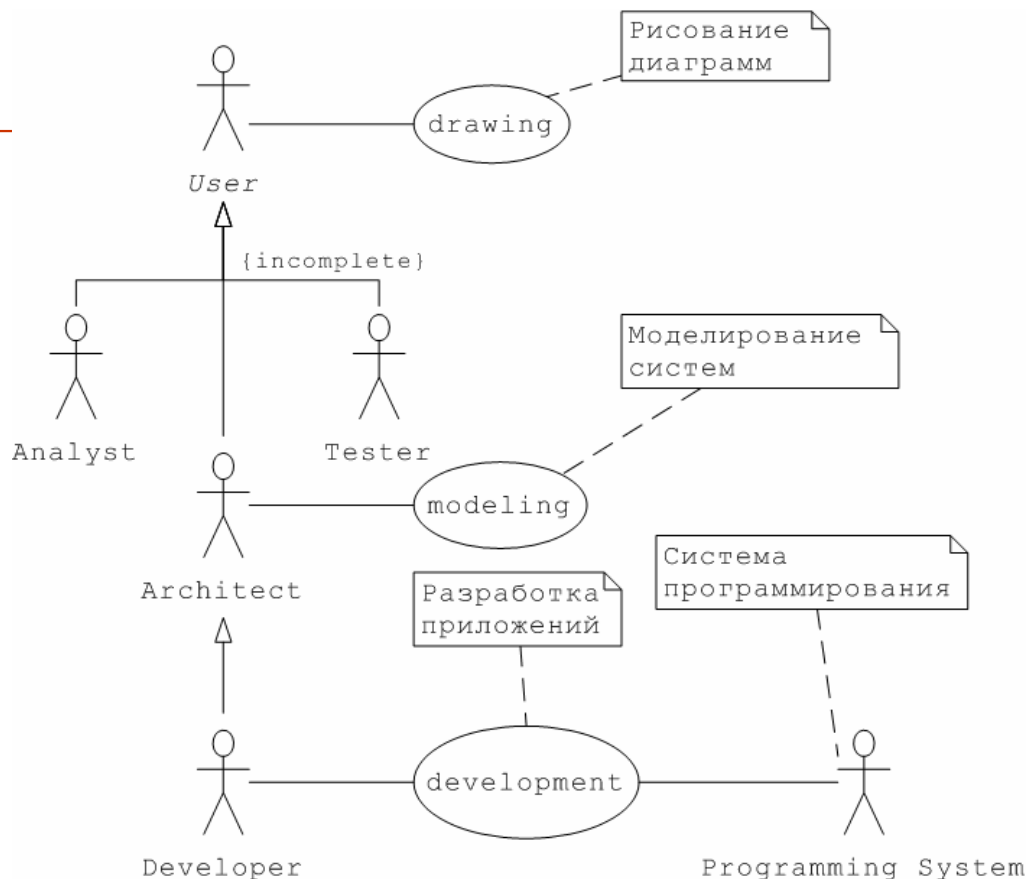 Рисование
диаграмм
drawing
User
{incomplete}
Моделирование
систем
Analyst
Tester
modeling
Система
программирования
Architect
Разработка
приложений
development
Developer
Programming System